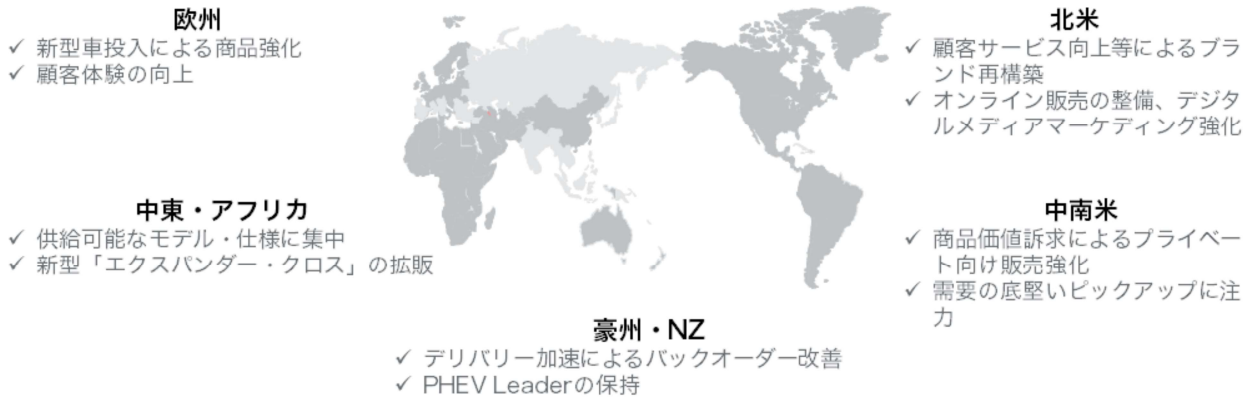 欧州
✓ 新型車投入による商品強化
✓ 顧客体験の向上
北米
✓ 顧客サービス向上等によるブラ
ンド再構築
✓ オンライン販売の整備、デジタ
ルメディアマーケティング強化
中東・アフリカ
✓ 供給可能なモデル・仕様に集中
✓ 新型「エクスパンダー・クロス」の拡販
中南米
✓ 商品価値訴求によるプライベー
ト向け販売強化
✓ 需要の底堅いピックアップに注
力
豪州・NZ
✓ デリバリー加速によるバックオーダー改善
✓ PHEV Leaderの保持